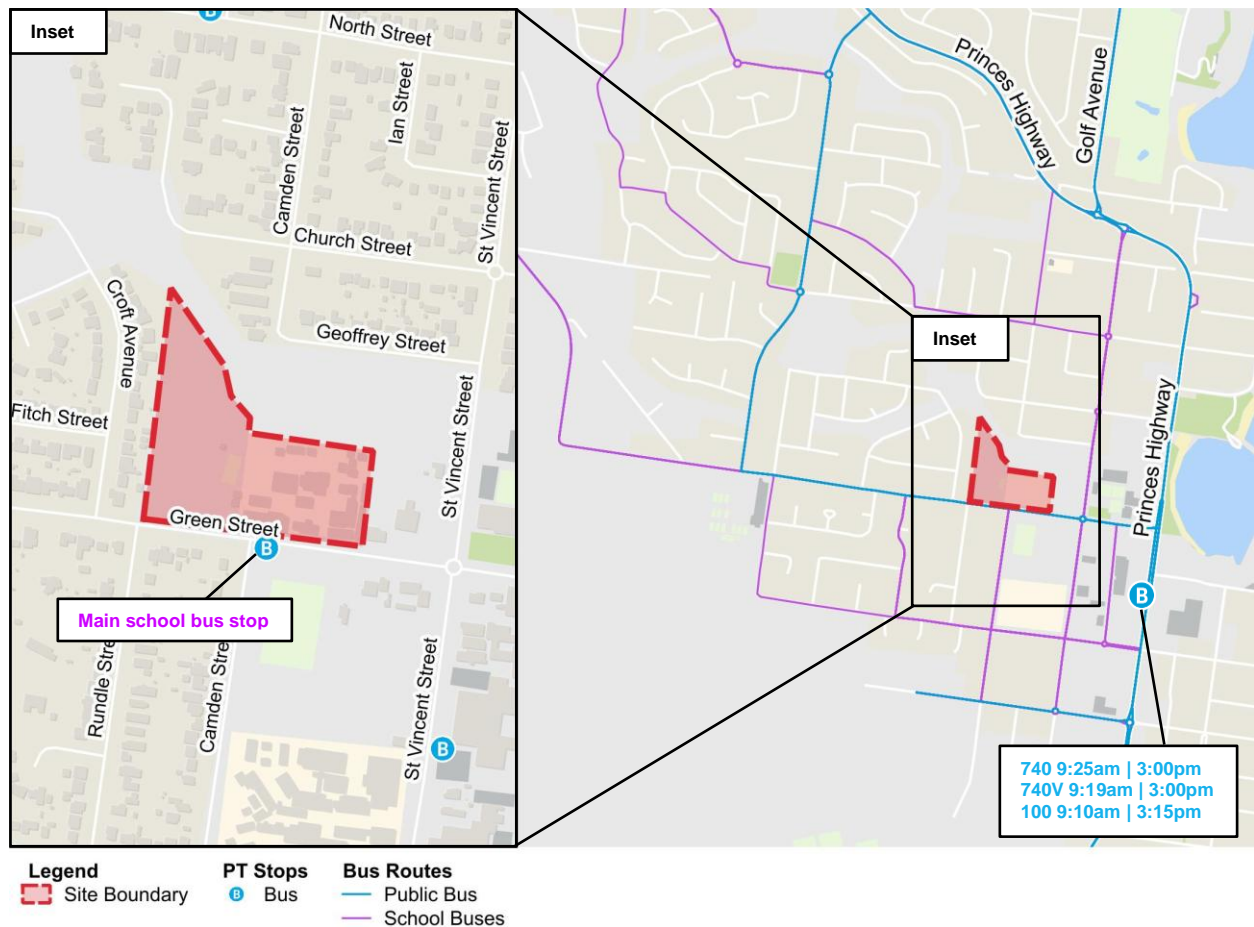 Inset
North Street
Ian Street
Camden Street
St Vincent Street
Church Street
Croft Avenue
Geoffrey Street
Fitch Street
St Vincent Street
Green Street
B
Main school bus stop
Rundle Stre
Camden Stre
St Vincent Street
B
B
Princes Highway
Golf Avenue
Inset
Princes Highway
B
740 9:25am | 3:00pm
740V 9:19am | 3:00pm
100 9:10am | 3:15pm
Legend
Site Boundary
PT Stops
B Bus
Bus Routes
Public Bus
School Buses